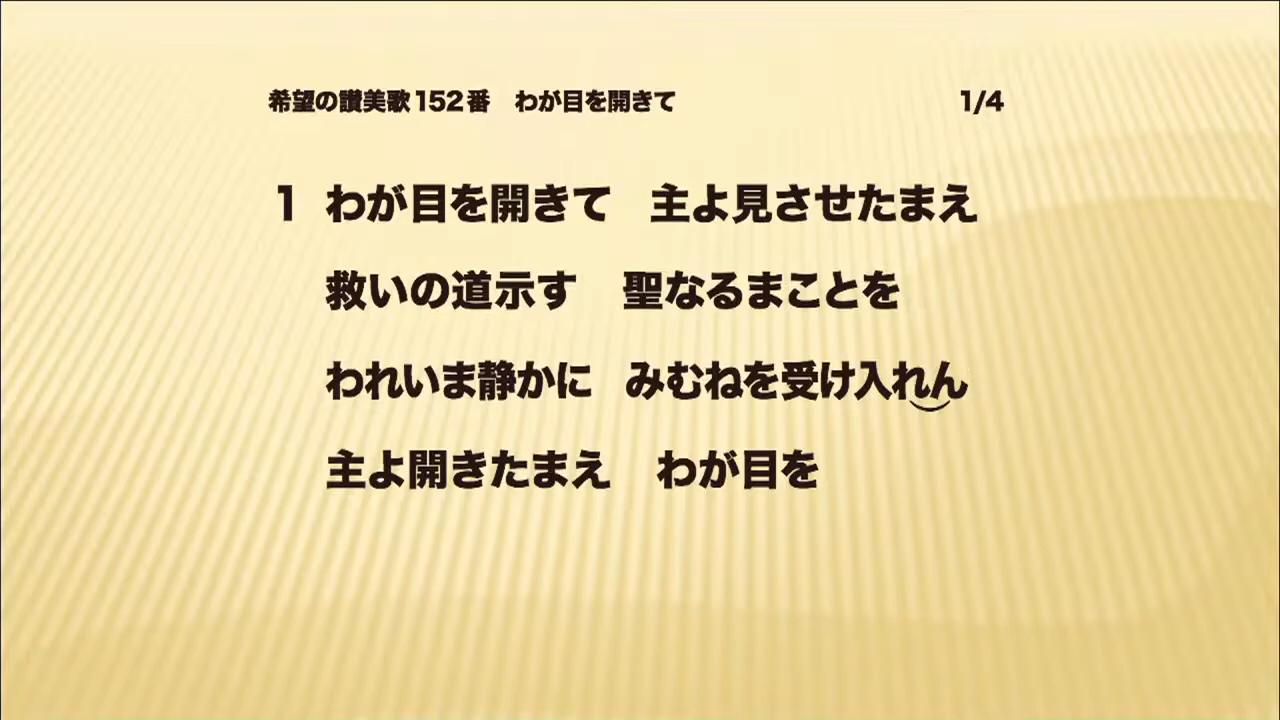 希望の讃美歌152番　わが目を開きて　1/4
1 わが目を開きて　主よ見させたまえ
救いの道示す　聖なるまことを
われいま静かに　みむねを受け入れん
主よ開きたまえ　わが目を